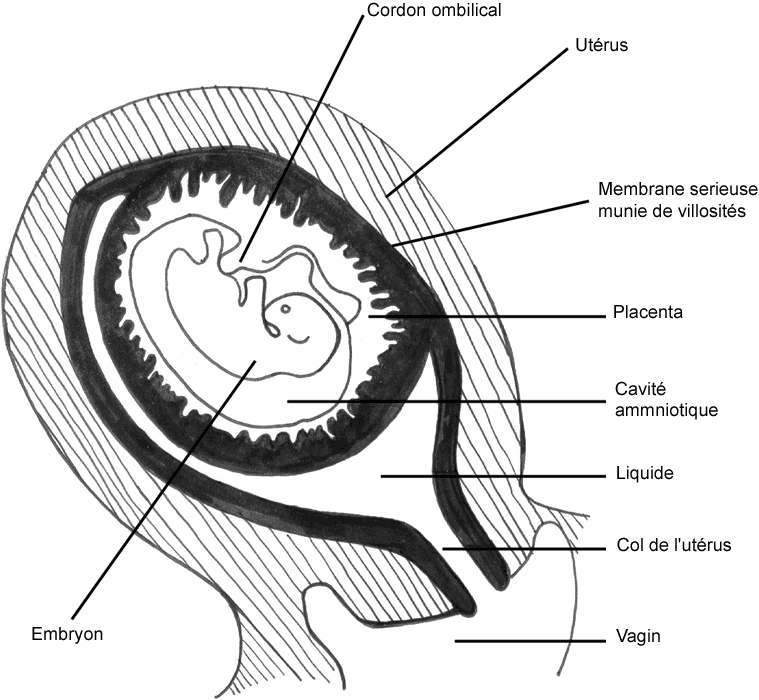 Cordon ombilical
Utérus
Membrane serieuse
munie de villosités
Placenta
Cavité
ammniotique
Liquide
Col de l'utérus
Embryon
Vagin